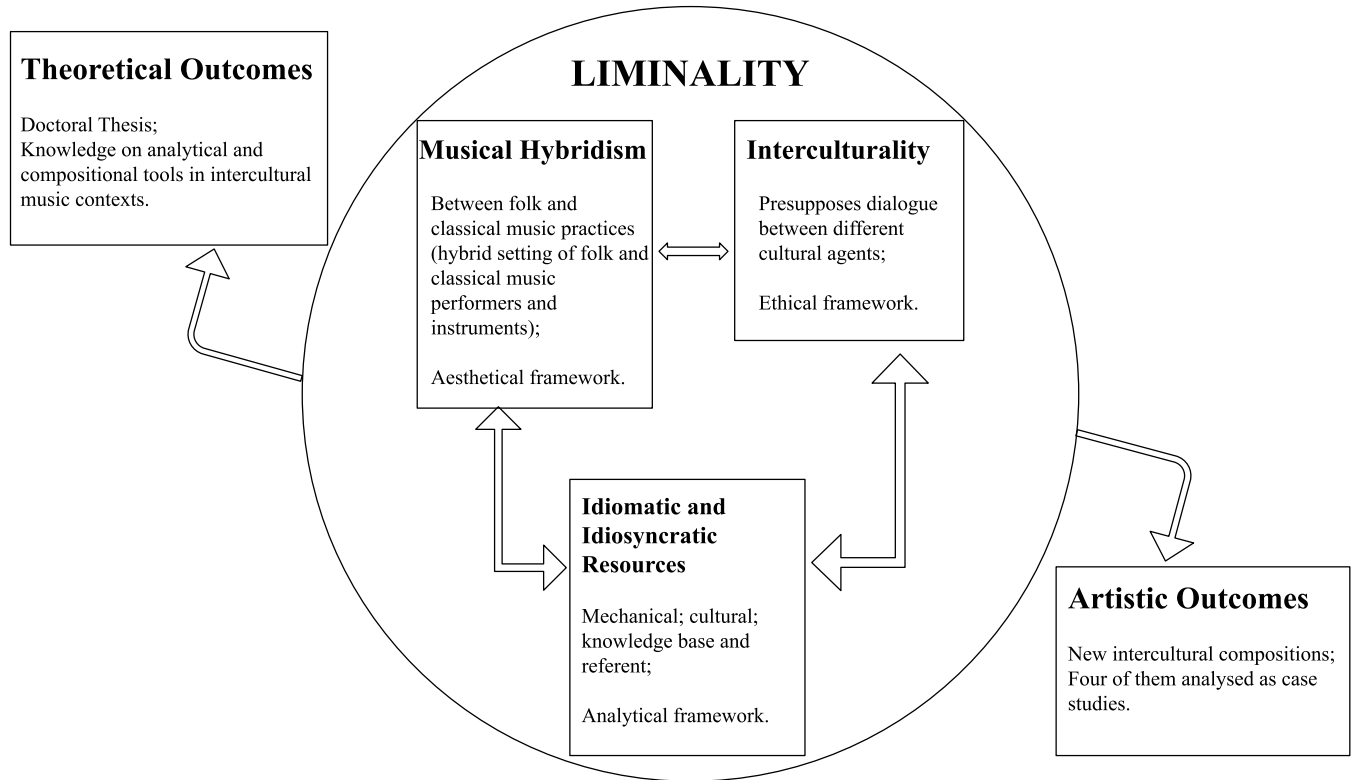 Theoretical Outcomes
Doctoral Thesis;
Knowledge on analytical and
compositional tools in intercultural
music contexts.
LIMINALITY
Musical Hybridism
Between folk and
classical music practices
(hybrid setting of folk and
classical music
performers and
instruments);
Aesthetical framework.
Interculturality
Presupposes dialogue
between different
cultural agents;
Ethical framework.
Idiomatic and
Idiosyncratic
Resources
Mechanical; cultural;
knowledge base and
referent;
Analytical framework.
Artistic Outcomes
New intercultural compositions;
Four of them analysed as case
studies.